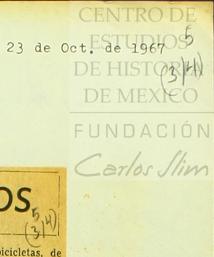 CENTRO DE
ESTUDIOS
23 de Oct. de 1967
5
DE HISTORIA
(3)(4)
DE MEXICO
FUNDACIÓN
Carlos Slim
OS
5
(3)(4)
bicicletas, de